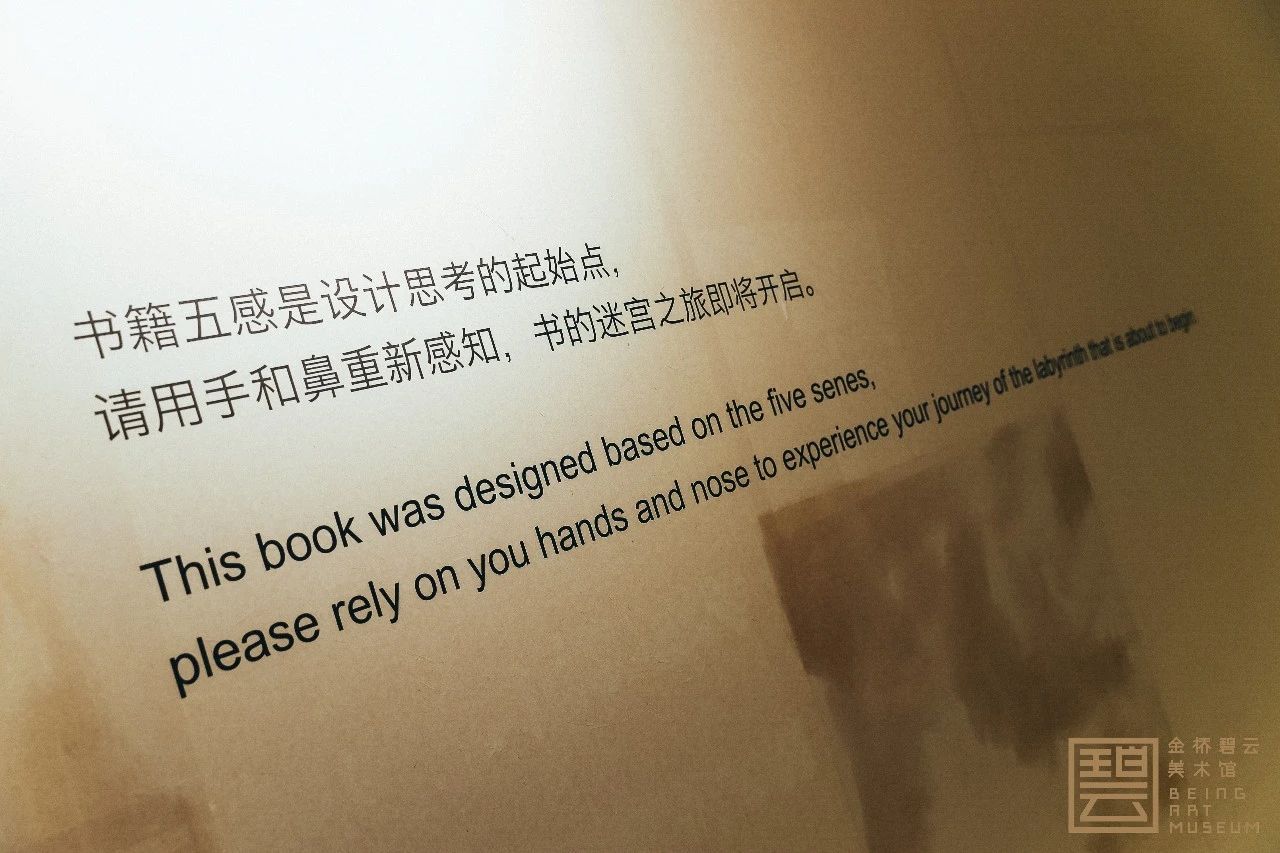 书籍五感是设计思考的起始点，
请用手和鼻重新感知，书的迷宫之旅即将开启。
This book was designed based on the five senes,
please rely on you hands and nose to experience your journey of the labyrinth that is about to begin.
碧云
金桥碧云
美术馆
BEING
ART
MUSEUM